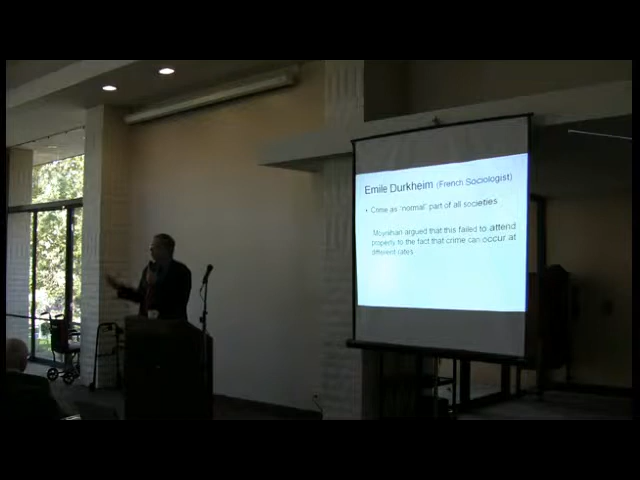 Emile Durkheim (French Sociologist)
• Crime as "normal" part of all societies
Moynihan argued that this failed to attend
properly to the fact that crime can occur at
different rates